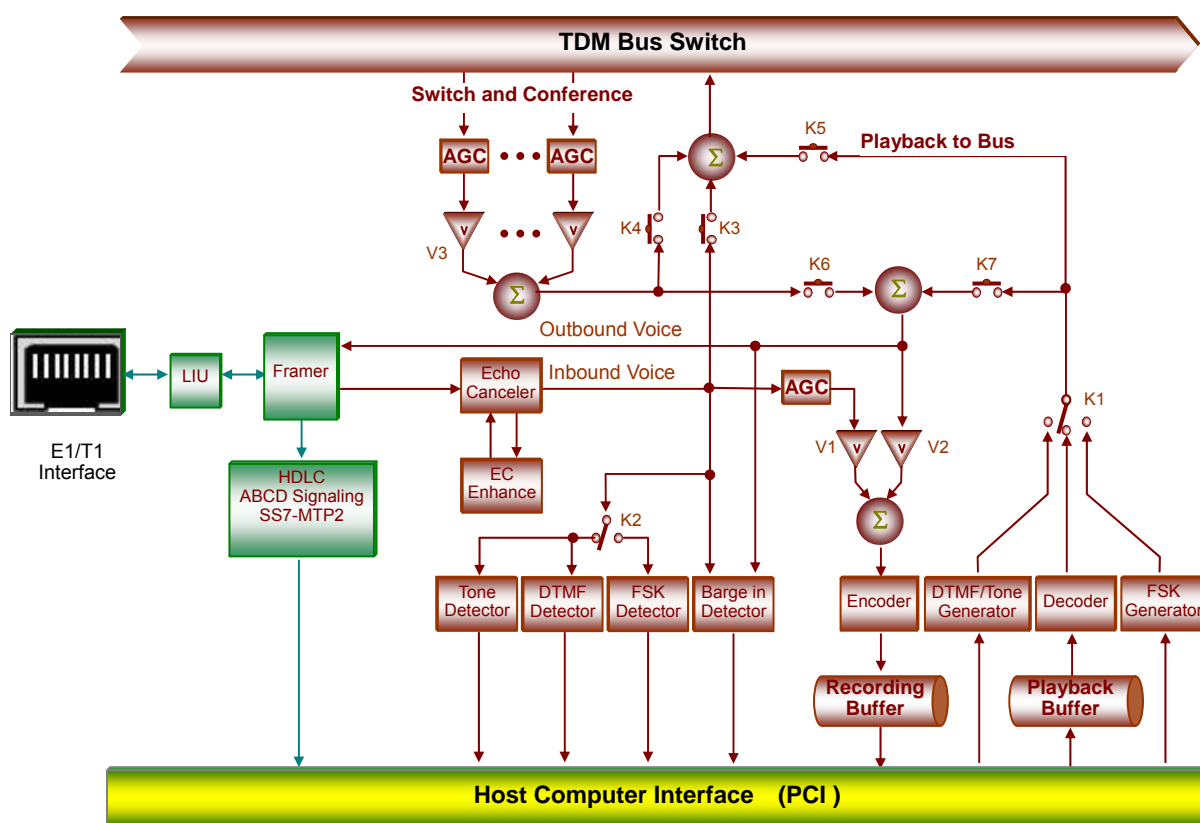 TDM Bus Switch
Switch and Conference
AGC
AGC
Σ
K5
Playback to Bus
V
V
V3
K4
K3
Σ
K6
Σ
K7
Outbound Voice
Inbound Voice
LIU
Framer
Echo
Canceler
AGC
K1
E1/T1
Interface
V1
V
V
V2
HDLC
ABCD Signaling
SS7-MTP2
EC
Enhance
K2
Σ
Tone
Detector
DTMF
Detector
FSK
Detector
Barge in
Detector
Encoder
DTMF/Tone
Generator
Decoder
FSK
Generator
Recording
Buffer
Playback
Buffer
Host Computer Interface (PCI )